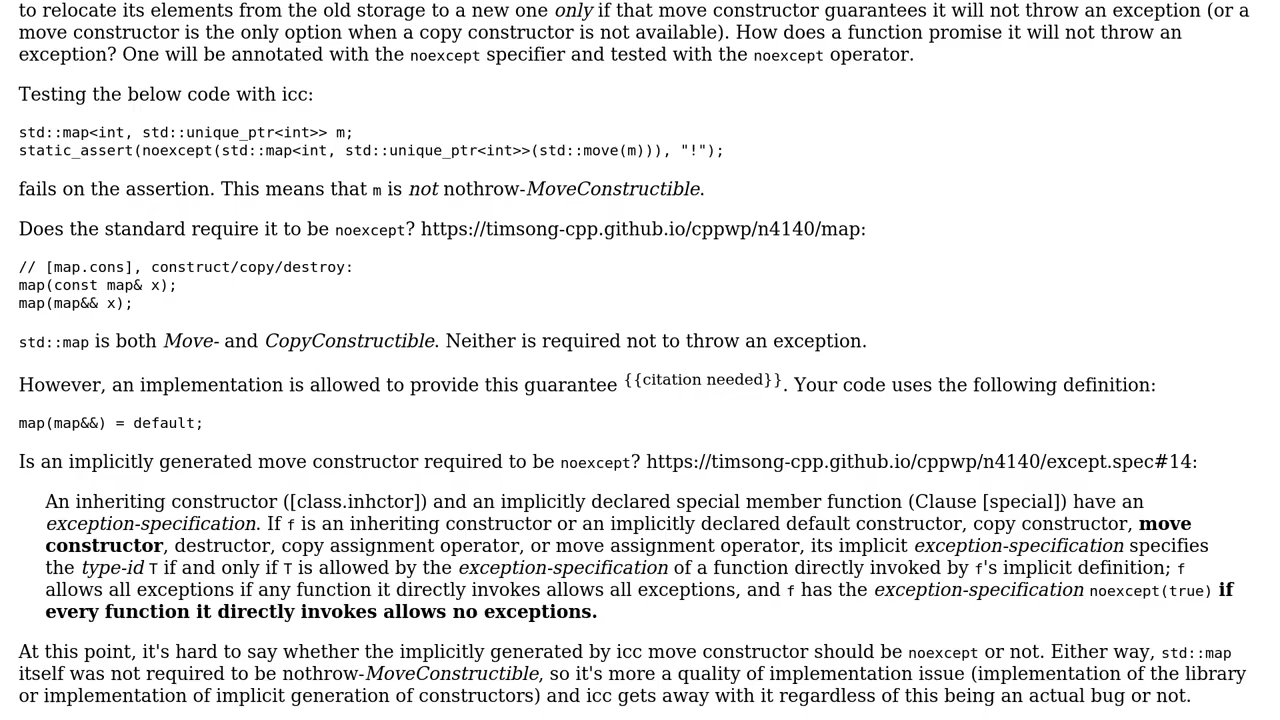 to relocate its elements from the old storage to a new one only if that move constructor guarantees it will not throw an exception (or a
move constructor is the only option when a copy constructor is not available). How does a function promise it will not throw an
exception? One will be annotated with the noexcept specifier and tested with the noexcept operator.
Testing the below code with icc:
std::map<int, std::unique_ptr<int>> m;
static_assert(noexcept(std::map<int, std::unique_ptr<int>>(std::move(m))), "!");
fails on the assertion. This means that m is not nothrow-MoveConstructible.
Does the standard require it to be noexcept? https://timsong-cpp.github.io/cppwp/n4140/map:
// [map.cons], construct/copy/destroy:
map(const map& x);
map(map&& x);
std::map is both Move- and CopyConstructible. Neither is required not to throw an exception.
However, an implementation is allowed to provide this guarantee {{citation needed}}. Your code uses the following definition:
map(map&&) = default;
Is an implicitly generated move constructor required to be noexcept? https://timsong-cpp.github.io/cppwp/n4140/except.spec#14:
An inheriting constructor ([class.inhctor]) and an implicitly declared special member function (Clause [special]) have an
exception-specification. If f is an inheriting constructor or an implicitly declared default constructor, copy constructor, move
constructor, destructor, copy assignment operator, or move assignment operator, its implicit exception-specification specifies
the type-id T if and only if T is allowed by the exception-specification of a function directly invoked by f's implicit definition; f
allows all exceptions if any function it directly invokes allows all exceptions, and f has the exception-specification noexcept(true) if
every function it directly invokes allows no exceptions.
At this point, it's hard to say whether the implicitly generated by icc move constructor should be noexcept or not. Either way, std::map
itself was not required to be nothrow-MoveConstructible, so it's more a quality of implementation issue (implementation of the library
or implementation of implicit generation of constructors) and icc gets away with it regardless of this being an actual bug or not.